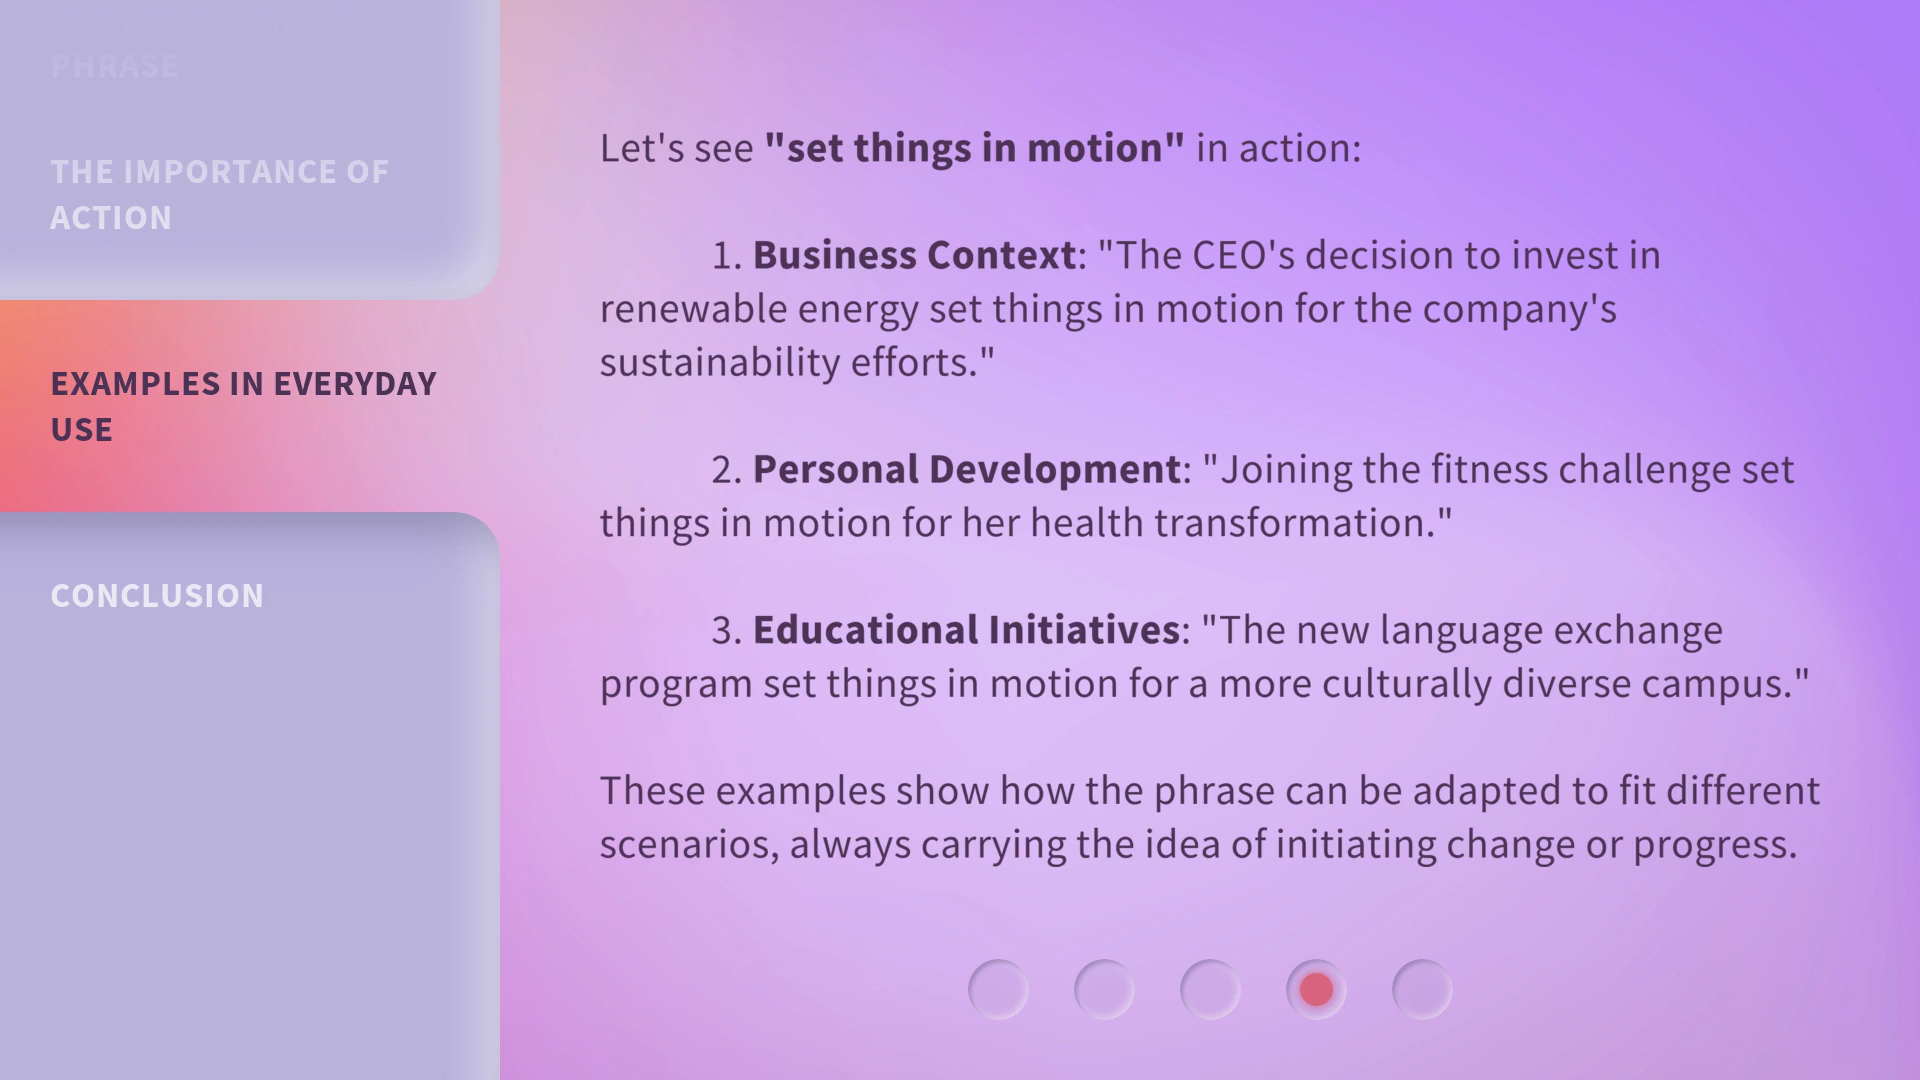 PHRASE
THE IMPORTANCE OF
ACTION
EXAMPLES IN EVERYDAY
USE
CONCLUSION
Let's see "set things in motion" in action:
1. Business Context: "The CEO's decision to invest in
renewable energy set things in motion for the company's
sustainability efforts."
2. Personal Development: "Joining the fitness challenge set
things in motion for her health transformation."
3. Educational Initiatives: "The new language exchange
program set things in motion for a more culturally diverse campus."
These examples show how the phrase can be adapted to fit different
scenarios, always carrying the idea of initiating change or progress.